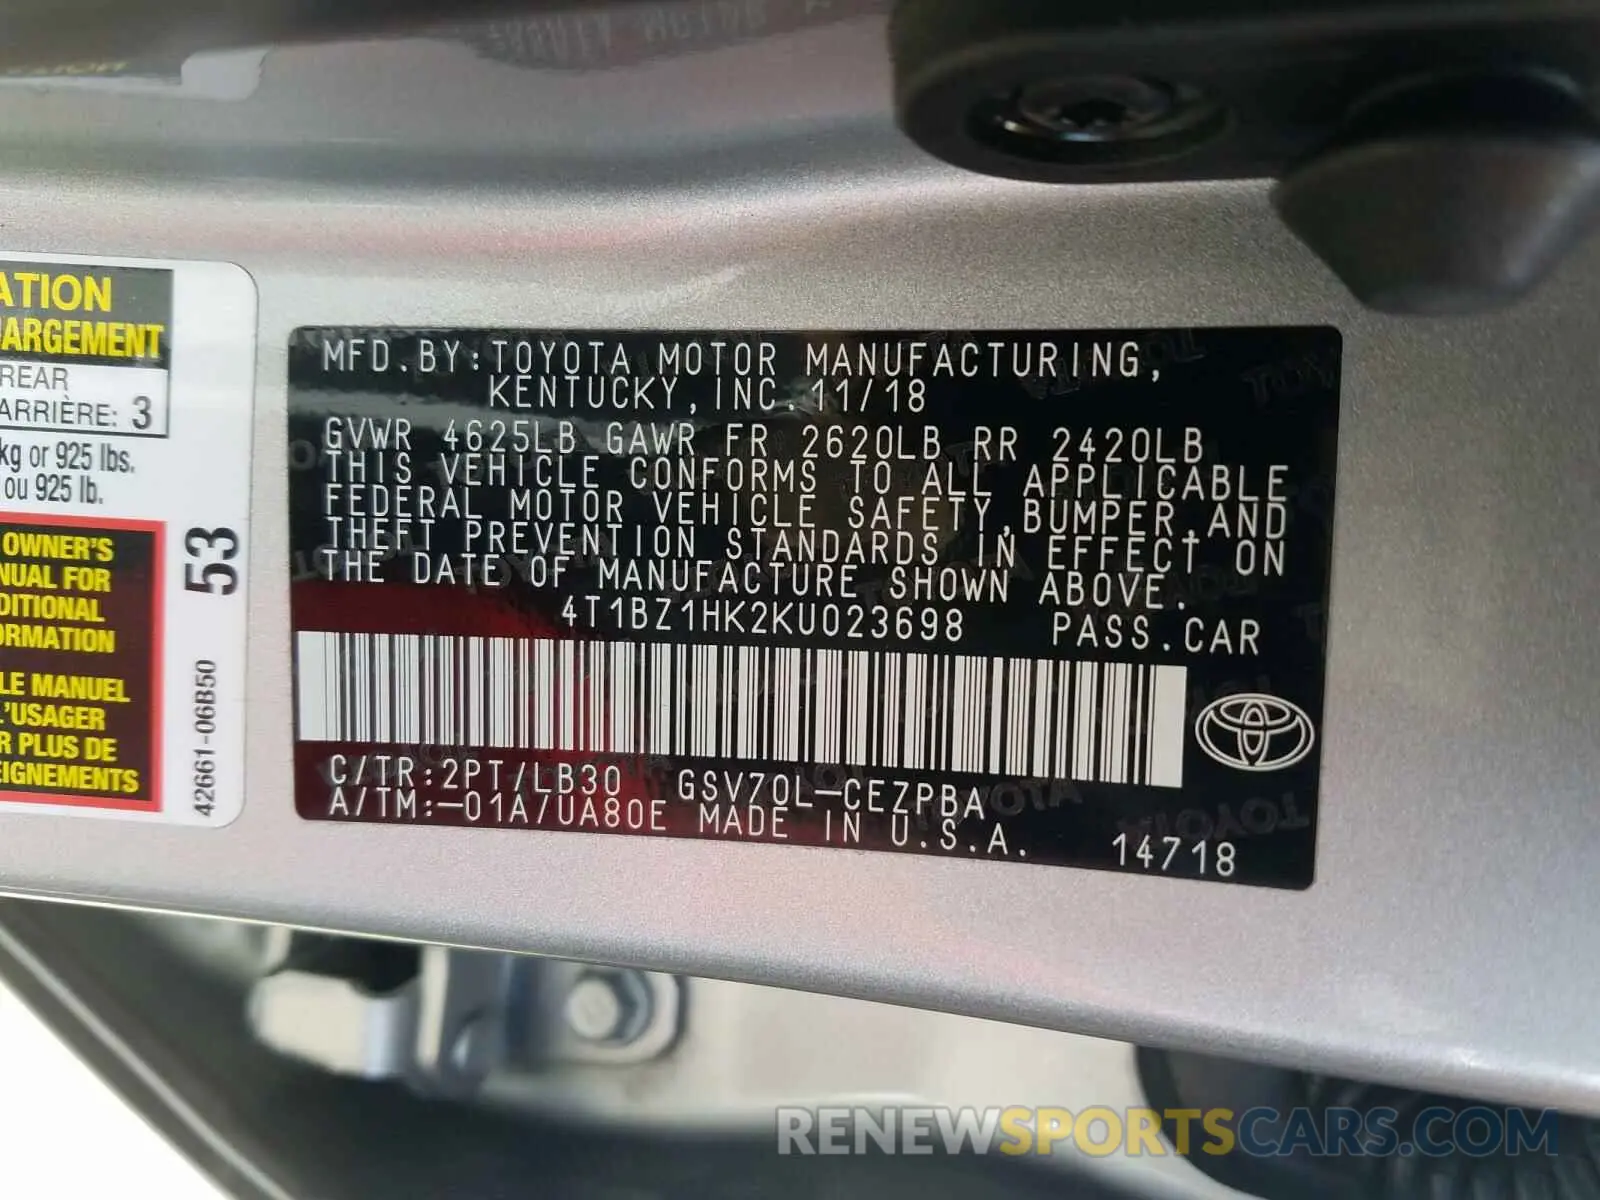 ATION
ARGEMENT
REAR
ARRIÈRE: 3
kg or 925 lbs.
ou 925 lb.
OWNER'S
NUAL FOR
DITIONAL
ORMATION
LE MANUEL
L'USAGER
R PLUS DE
EIGNEMENTS
53
42661-06B50
MFD.BY:TOYOTA MOTOR MANUFACTURING,
KENTUCKY,INC.11/18
GVWR 4625LB GAWR FR 2620LB RR 2420LB
THIS VEHICLE CONFORMS TO ALL APPLICABLE
FEDERAL MOTOR VEHICLE SAFETY,BUMPER,AND
THEFT PREVENTION STANDARDS IN EFFECT ON
THE DATE OF MANUFACTURE SHOWN ABOVE.
4T1BZ1HK2KU023698 PASS.CAR
C/TR:2PT/LB30 GSV70L-CEZPBA
A/TM:-01A/UA80E MADE IN U.S.A.
14718
RENEWSPORTSCARS.COM